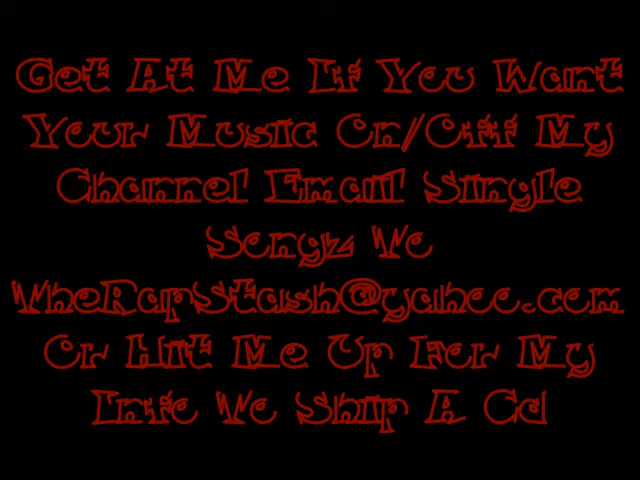 Get At Me If You Want
Your Music On/Off My
Channel Email Single
Songz To
TheRapStash@yahoo.com
Or Hit Me Up For My
Info To Ship A Cd